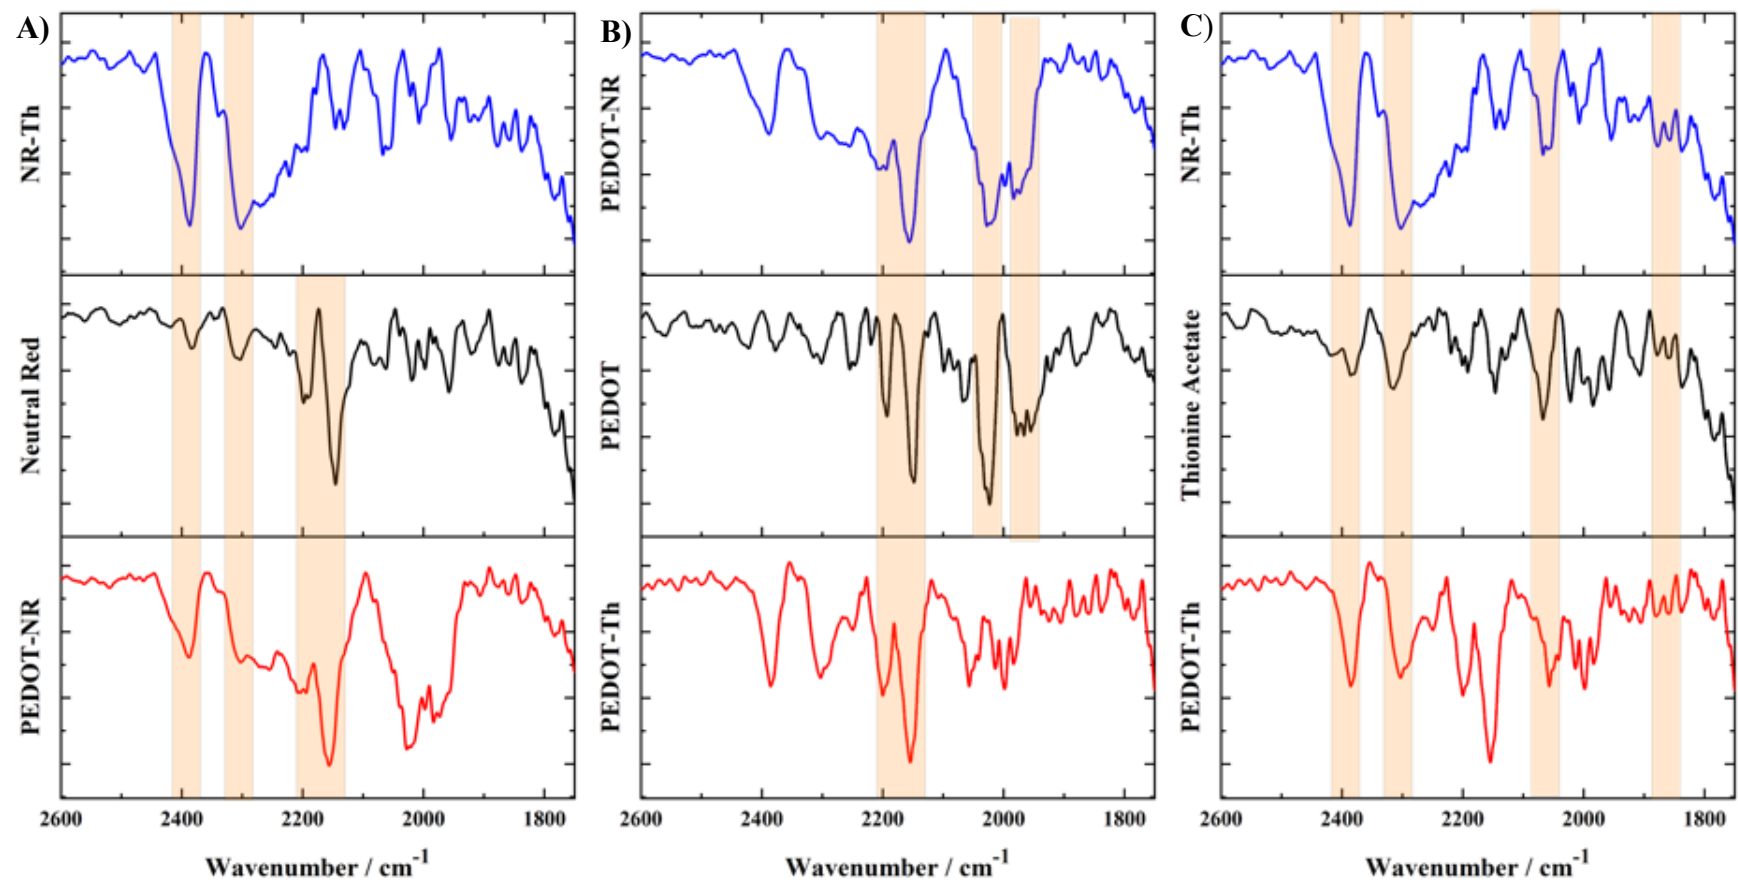 A)
B)
C)
NR-Th
Neutral Red
PEDOT-NR
2600 2400 2200 2000 1800
Wavenumber / cm-1
PEDOT-NR
PEDOT
PEDOT-Th
2600 2400 2200 2000 1800
Wavenumber / cm-1
NR-Th
Thionine Acetate
PEDOT-Th
2600 2400 2200 2000 1800
Wavenumber / cm-1